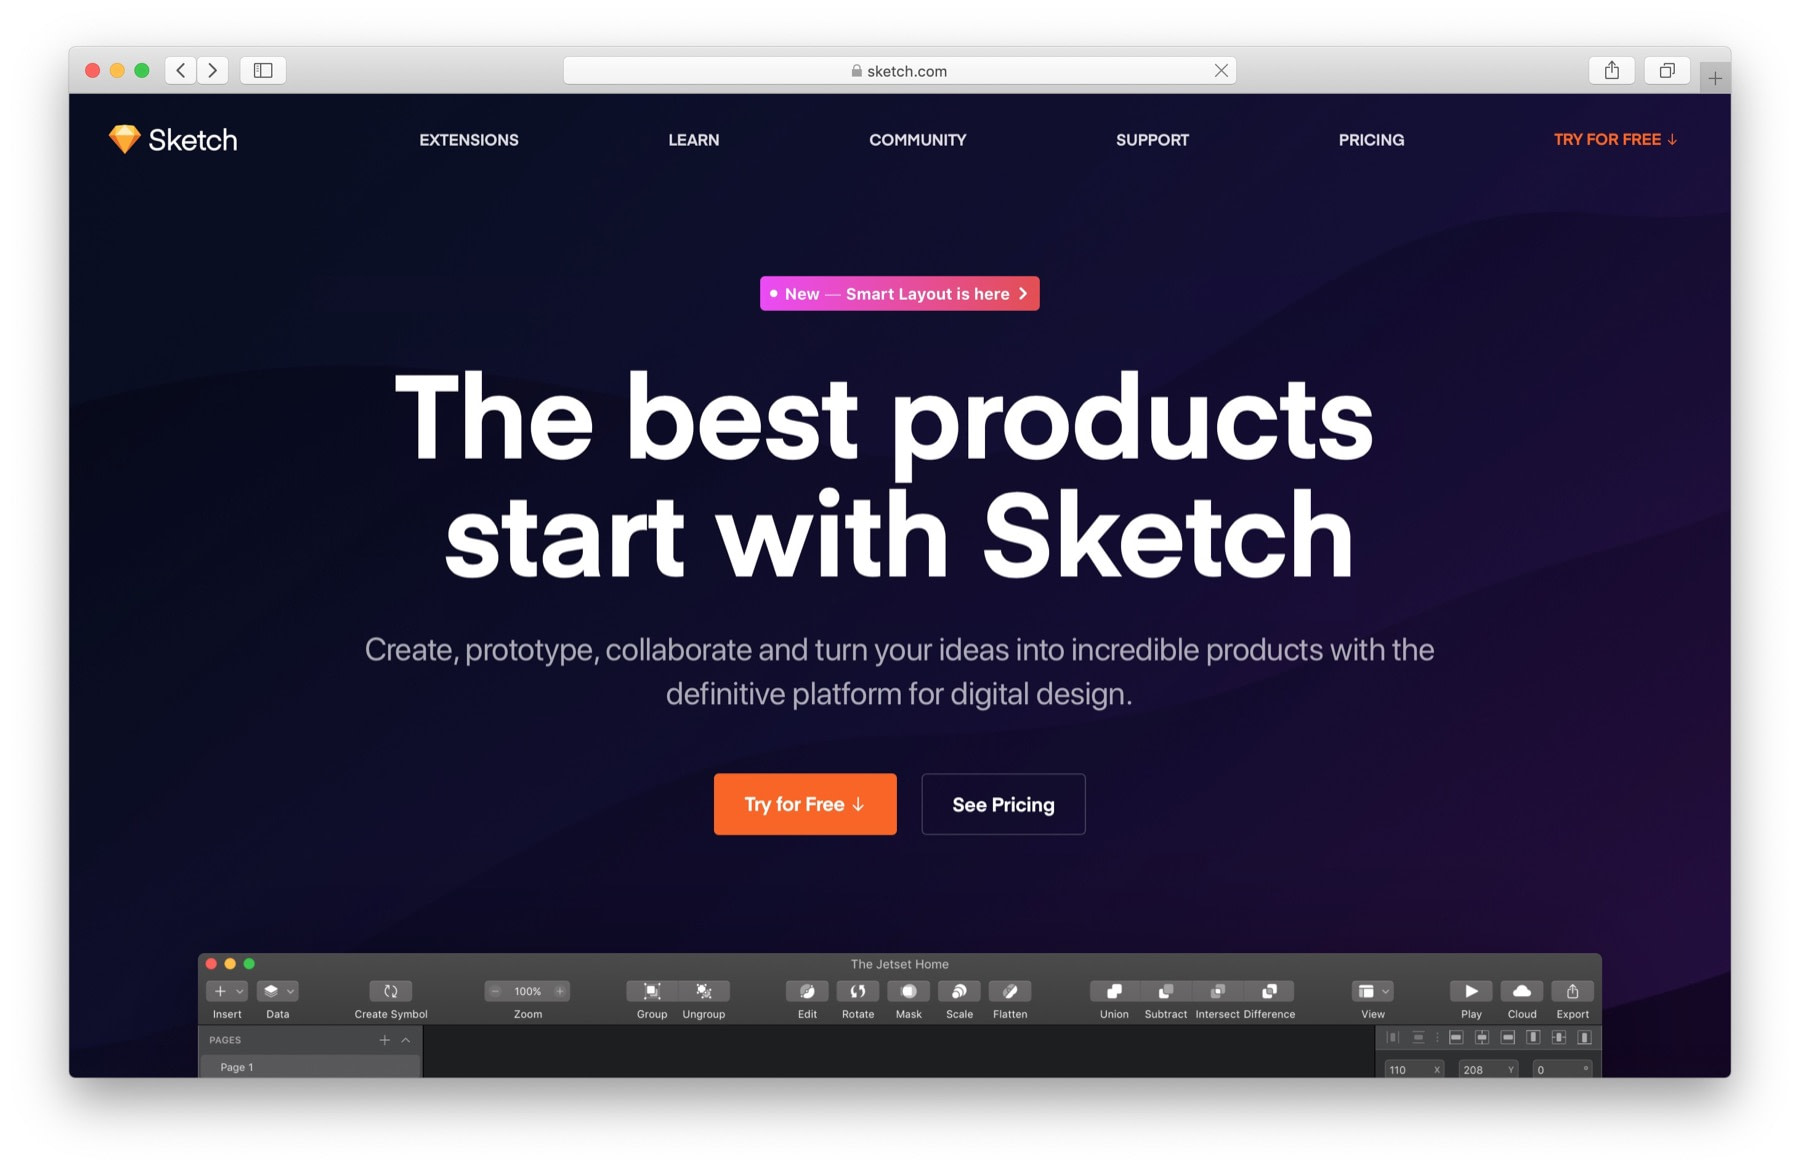 sketch.com
Sketch
EXTENSIONS
LEARN
COMMUNITY
SUPPORT
PRICING
TRY FOR FREE ↓
New — Smart Layout is here
The best products
start with Sketch
Create, prototype, collaborate and turn your ideas into incredible products with the
definitive platform for digital design.
Try for Free ↓
See Pricing
The Jetset Home
100%
Insert
Data
Create Symbol
Zoom
Group
Ungroup
Edit
Rotate
Mask
Scale
Flatten
Union
Subtract
Intersect
Difference
View
Play
Cloud
Export
PAGES
Page 1
110 X
208 Y
0 °